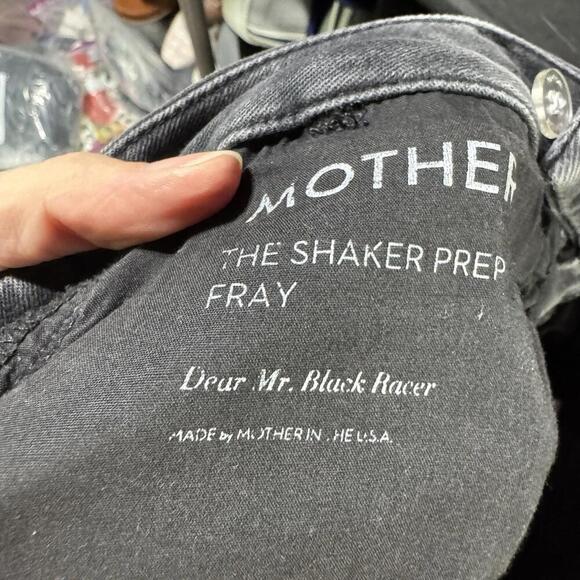 MOTHER
THE SHAKER PREP
FRAY
Dear Mr. Black Racer
MADE by MOTHER IN THE U.S.A.